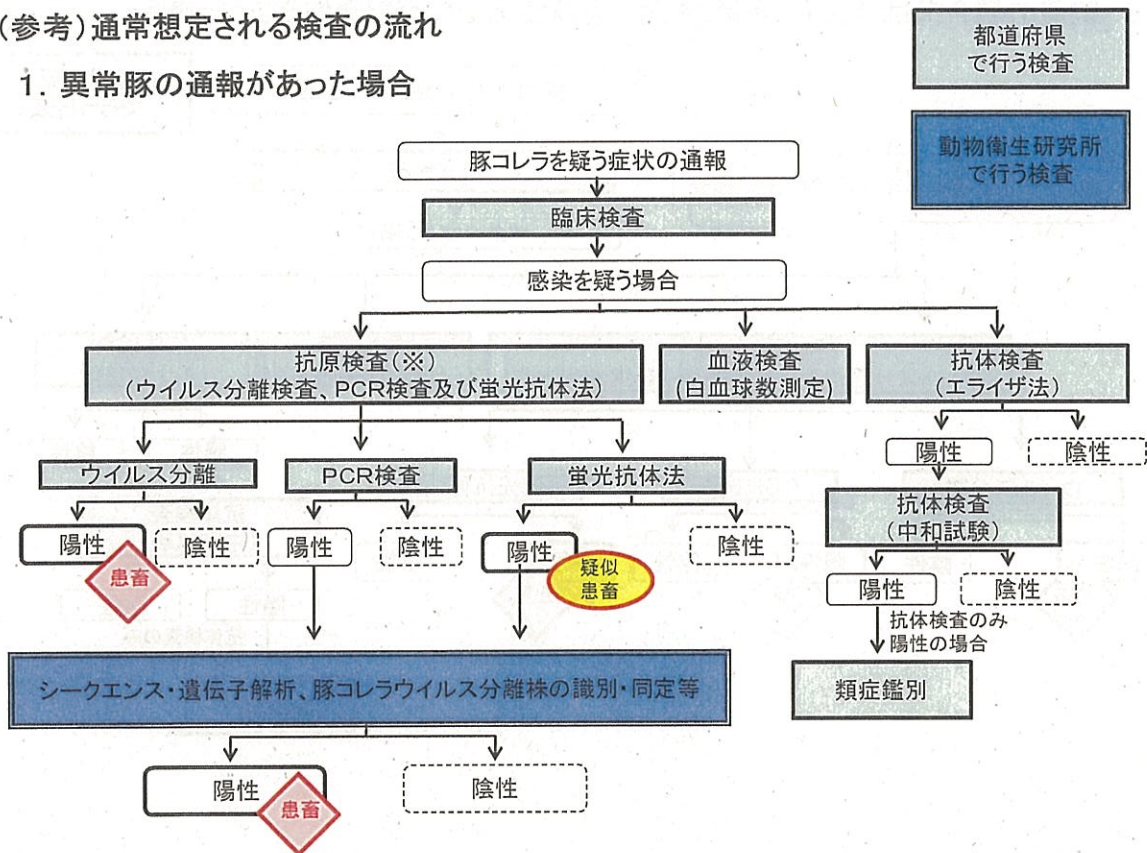 (参考)通常想定される検査の流れ
1. 異常豚の通報があった場合
都道府県
で行う検査
動物衛生研究所
で行う検査
豚コレラを疑う症状の通報
臨床検査
感染を疑う場合
抗原検査(※)
(ウイルス分離検査、PCR検査及び蛍光抗体法)
血液検査
(白血球数測定)
抗体検査
(エライザ法)
陽性
陰性
ウイルス分離
PCR検査
蛍光抗体法
抗体検査
(中和試験)
陽性
患畜
陰性
陽性
陰性
陽性
疑似
患畜
陰性
陽性
陰性
抗体検査のみ
陽性の場合
シークエンス・遺伝子解析、豚コレラウイルス分離株の識別・同定等
類症鑑別
陽性
患畜
陰性